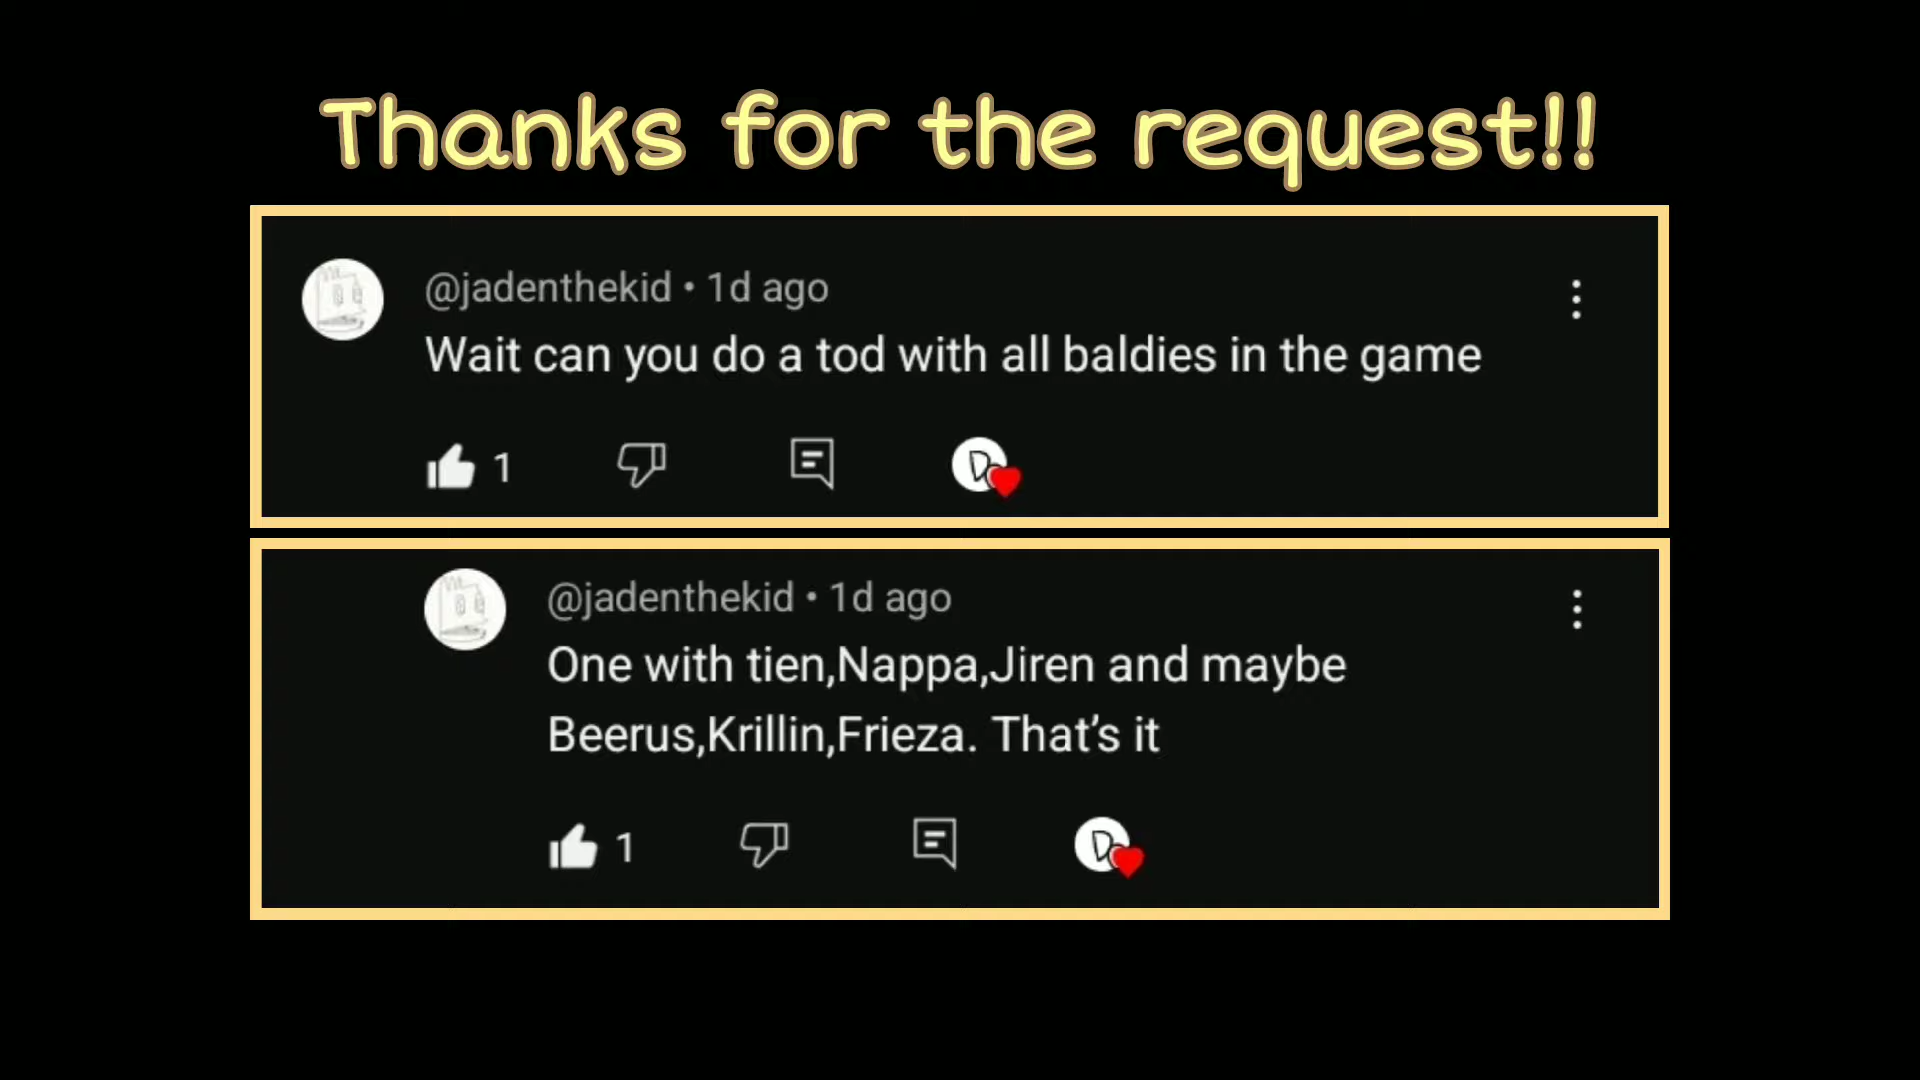 Thanks for the request!!
@jadenthekid • 1d ago
Wait can you do a tod with all baldies in the game
1
@jadenthekid • 1d ago
One with tien,Nappa,Jiren and maybe
Beerus,Krillin,Frieza. That’s it
1